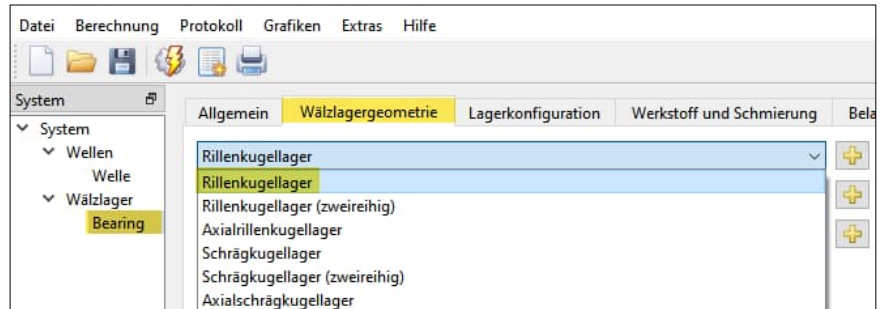 Datei Berechnung Protokoll Grafiken Extras Hilfe
System
Allgemein Wälzlagergeometrie Lagerkonfiguration Werkstoff und Schmierung Bela
System
Wellen
Welle
Wälzlager
Bearing
Rillenkugellager
Rillenkugellager
Rillenkugellager (zweireihig)
Axialrillenkugellager
Schrägkugellager
Schrägkugellager (zweireihig)
Axialschrägkugellager